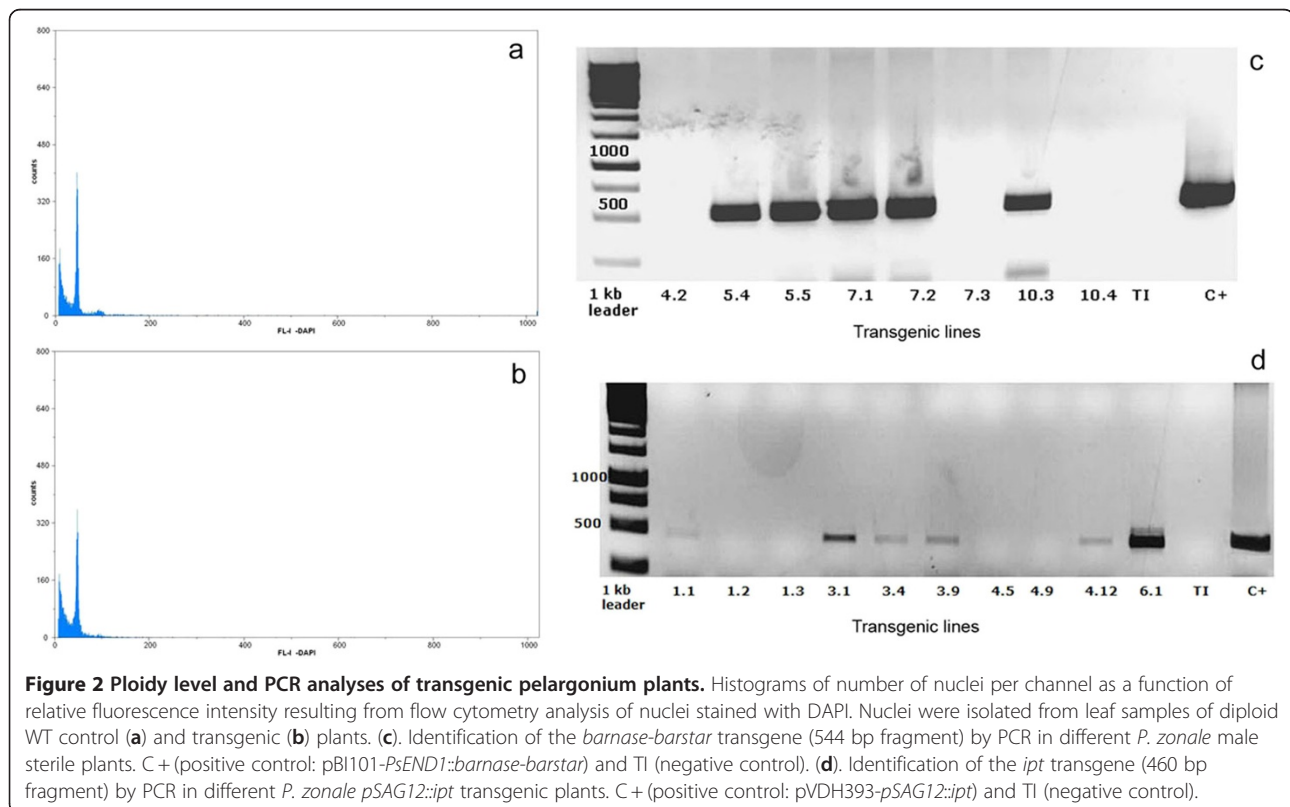 a
800
640
480
320
160
0
counts
0 200 400 600 800 1000
FL-I -DAPI
b
800
640
480
320
160
0
counts
0 200 400 600 800 1000
FL-I -DAPI
c
1000
500
1 kb leader 4.2 5.4 5.5 7.1 7.2 7.3 10.3 10.4 TI C+
Transgenic lines
d
1000
500
1 kb leader 1.1 1.2 1.3 3.1 3.4 3.9 4.5 4.9 4.12 6.1 TI C+
Transgenic lines
Figure 2 Ploidy level and PCR analyses of transgenic pelargonium plants. Histograms of number of nuclei per channel as a function of
relative fluorescence intensity resulting from flow cytometry analysis of nuclei stained with DAPI. Nuclei were isolated from leaf samples of diploid
WT control (a) and transgenic (b) plants. (c). Identification of the barnase-barstar transgene (544 bp fragment) by PCR in different P. zonale male
sterile plants. C + (positive control: pBI101-PsEND1::barnase-barstar) and TI (negative control). (d). Identification of the ipt transgene (460 bp
fragment) by PCR in different P. zonale pSAG12::ipt transgenic plants. C + (positive control: pVDH393-pSAG12::ipt) and TI (negative control).